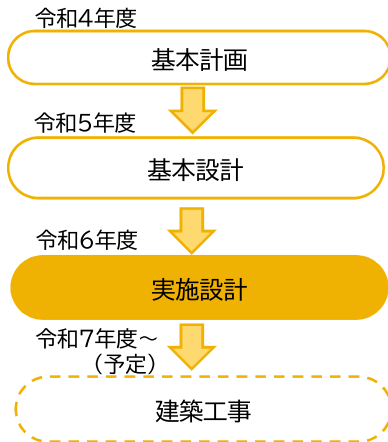 令和4年度
基本計画
令和5年度
基本設計
令和6年度
実施設計
令和7年度～
（予定）
建築工事